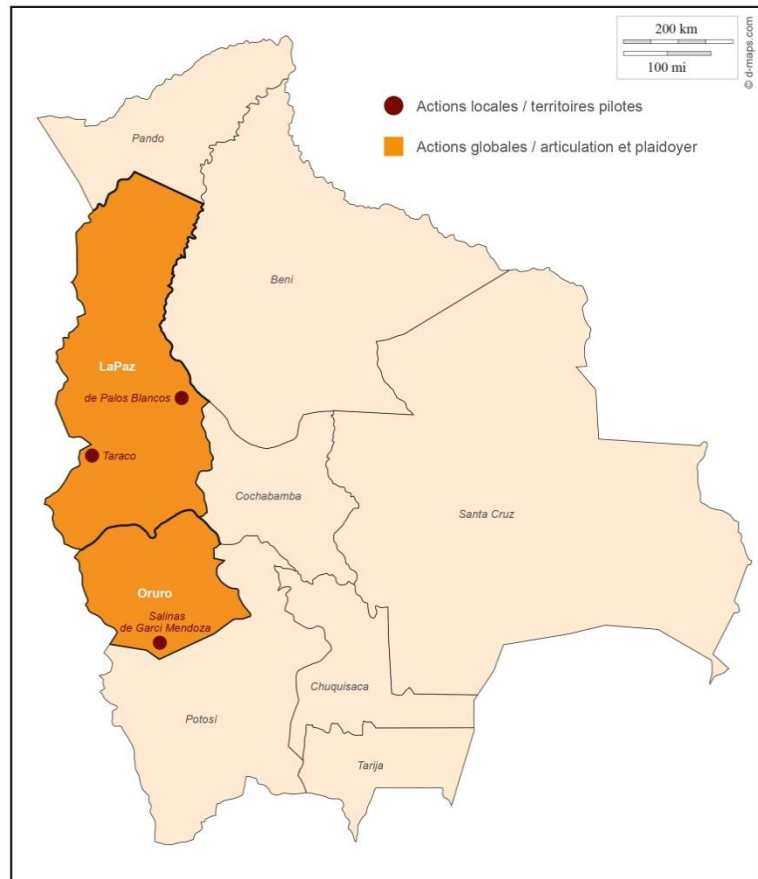 200 km
100 mi
© d-maps.com
Actions locales / territoires pilotes
Actions globales / articulation et plaidoyer
Pando
Beni
LaPaz
de Palos Blancos
Taraco
Cochabamba
Santa Cruz
Oruro
Salinas
de Garci Mendoza
Chuquisaca
Potosí
Tarija